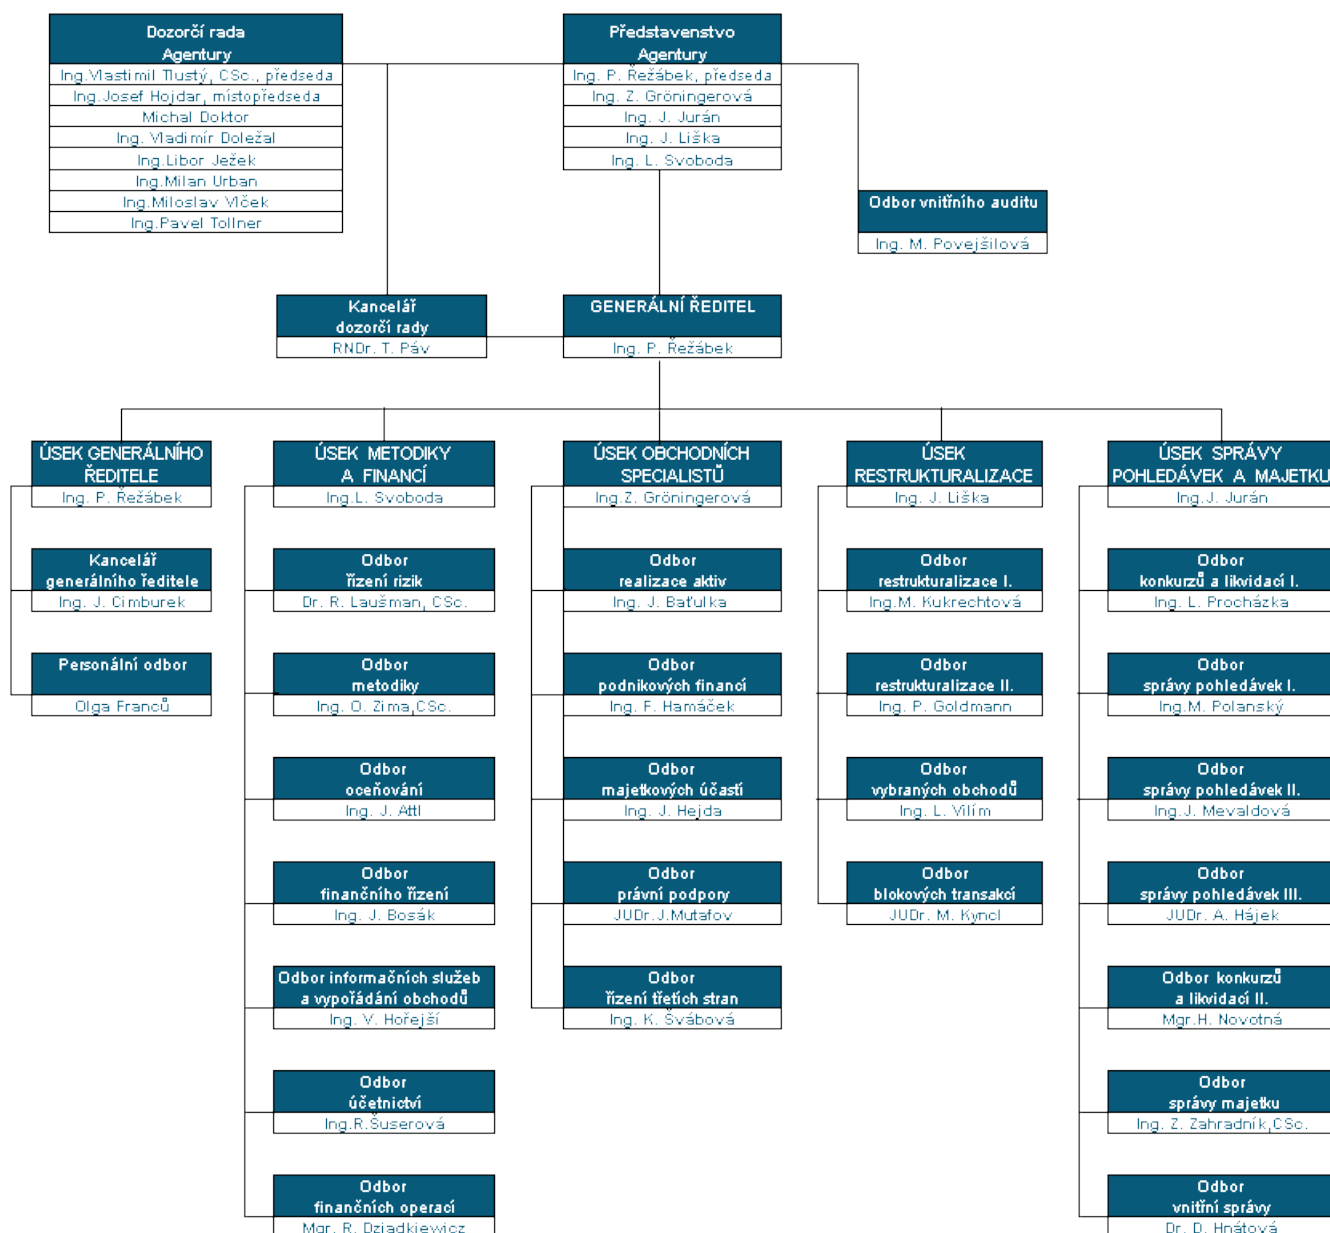 Dozorčí rada
Agentury
Ing.Vlastimil Tlustý, CSc., předseda
Ing.Josef Hojdar, místopředseda
Michal Doktor
Ing. Vladimír Doležal
Ing.Libor Ježek
Ing.Milan Urban
Ing.Miloslav Vlček
Ing.Pavel Tollner
Představenstvo
Agentury
Ing. P. Řežábek, předseda
Ing. Z. Gröningerová
Ing. J. Jurán
Ing. J. Liška
Ing. L. Svoboda
Odbor vnitřního auditu
Ing. M. Povejšilová
Kancelář
dozorčí rady
RNDr. T. Páv
GENERÁLNÍ ŘEDITEL
Ing. P. Řežábek
ÚSEK GENERÁLNÍHO
ŘEDITELE
Ing. P. Řežábek
Kancelář
generálního ředitele
Ing. J. Cimburek
Personální odbor
Olga Franců
ÚSEK METODIKY
A FINANCÍ
Ing.L. Svoboda
Odbor
řízení rizik
Dr. R. Laušman, CSc.
Odbor
metodiky
Ing. O. Zima,CSc.
Odbor
oceňování
Ing. J. Attl
Odbor
finančního řízení
Ing. J. Bosák
Odbor informačních služeb
a vypořádání obchodů
Ing. V. Hořejší
Odbor
účetnictví
Ing.R.Šuserová
Odbor
finančních operací
Mgr. R. Dziadkiewicz
ÚSEK OBCHODNÍCH
SPECIALISTŮ
Ing.Z. Gröningerová
Odbor
realizace aktiv
Ing. J. Baťulka
Odbor
podnikových financí
Ing. F. Hamáček
Odbor
majetkových účastí
Ing. J. Hejda
Odbor
právní podpory
JUDr.J.Mutafov
Odbor
řízení třetích stran
Ing. K. Švábová
ÚSEK
RESTRUKTURALIZACE
Ing. J. Liška
Odbor
restrukturalizace I.
Ing.M. Kukrechtová
Odbor
restrukturalizace II.
Ing. P. Goldmann
Odbor
vybraných obchodů
Ing. L. Vilím
Odbor
blokových transakcí
JUDr. M. Kyncl
ÚSEK SPRÁVY
POHLEDÁVEK A MAJETKU
Ing.J. Jurán
Odbor
konkurzů a likvidací I.
Ing. L. Procházka
Odbor
správy pohledávek I.
Ing.M. Polanský
Odbor
správy pohledávek II.
Ing.J. Mevaldová
Odbor
správy pohledávek III.
JUDr. A. Hájek
Odbor konkurzů
a likvidací II.
Mgr.H. Novotná
Odbor
správy majetku
Ing. Z. Zahradník,CSc.
Odbor
vnitřní správy
Dr. D. Hnátová